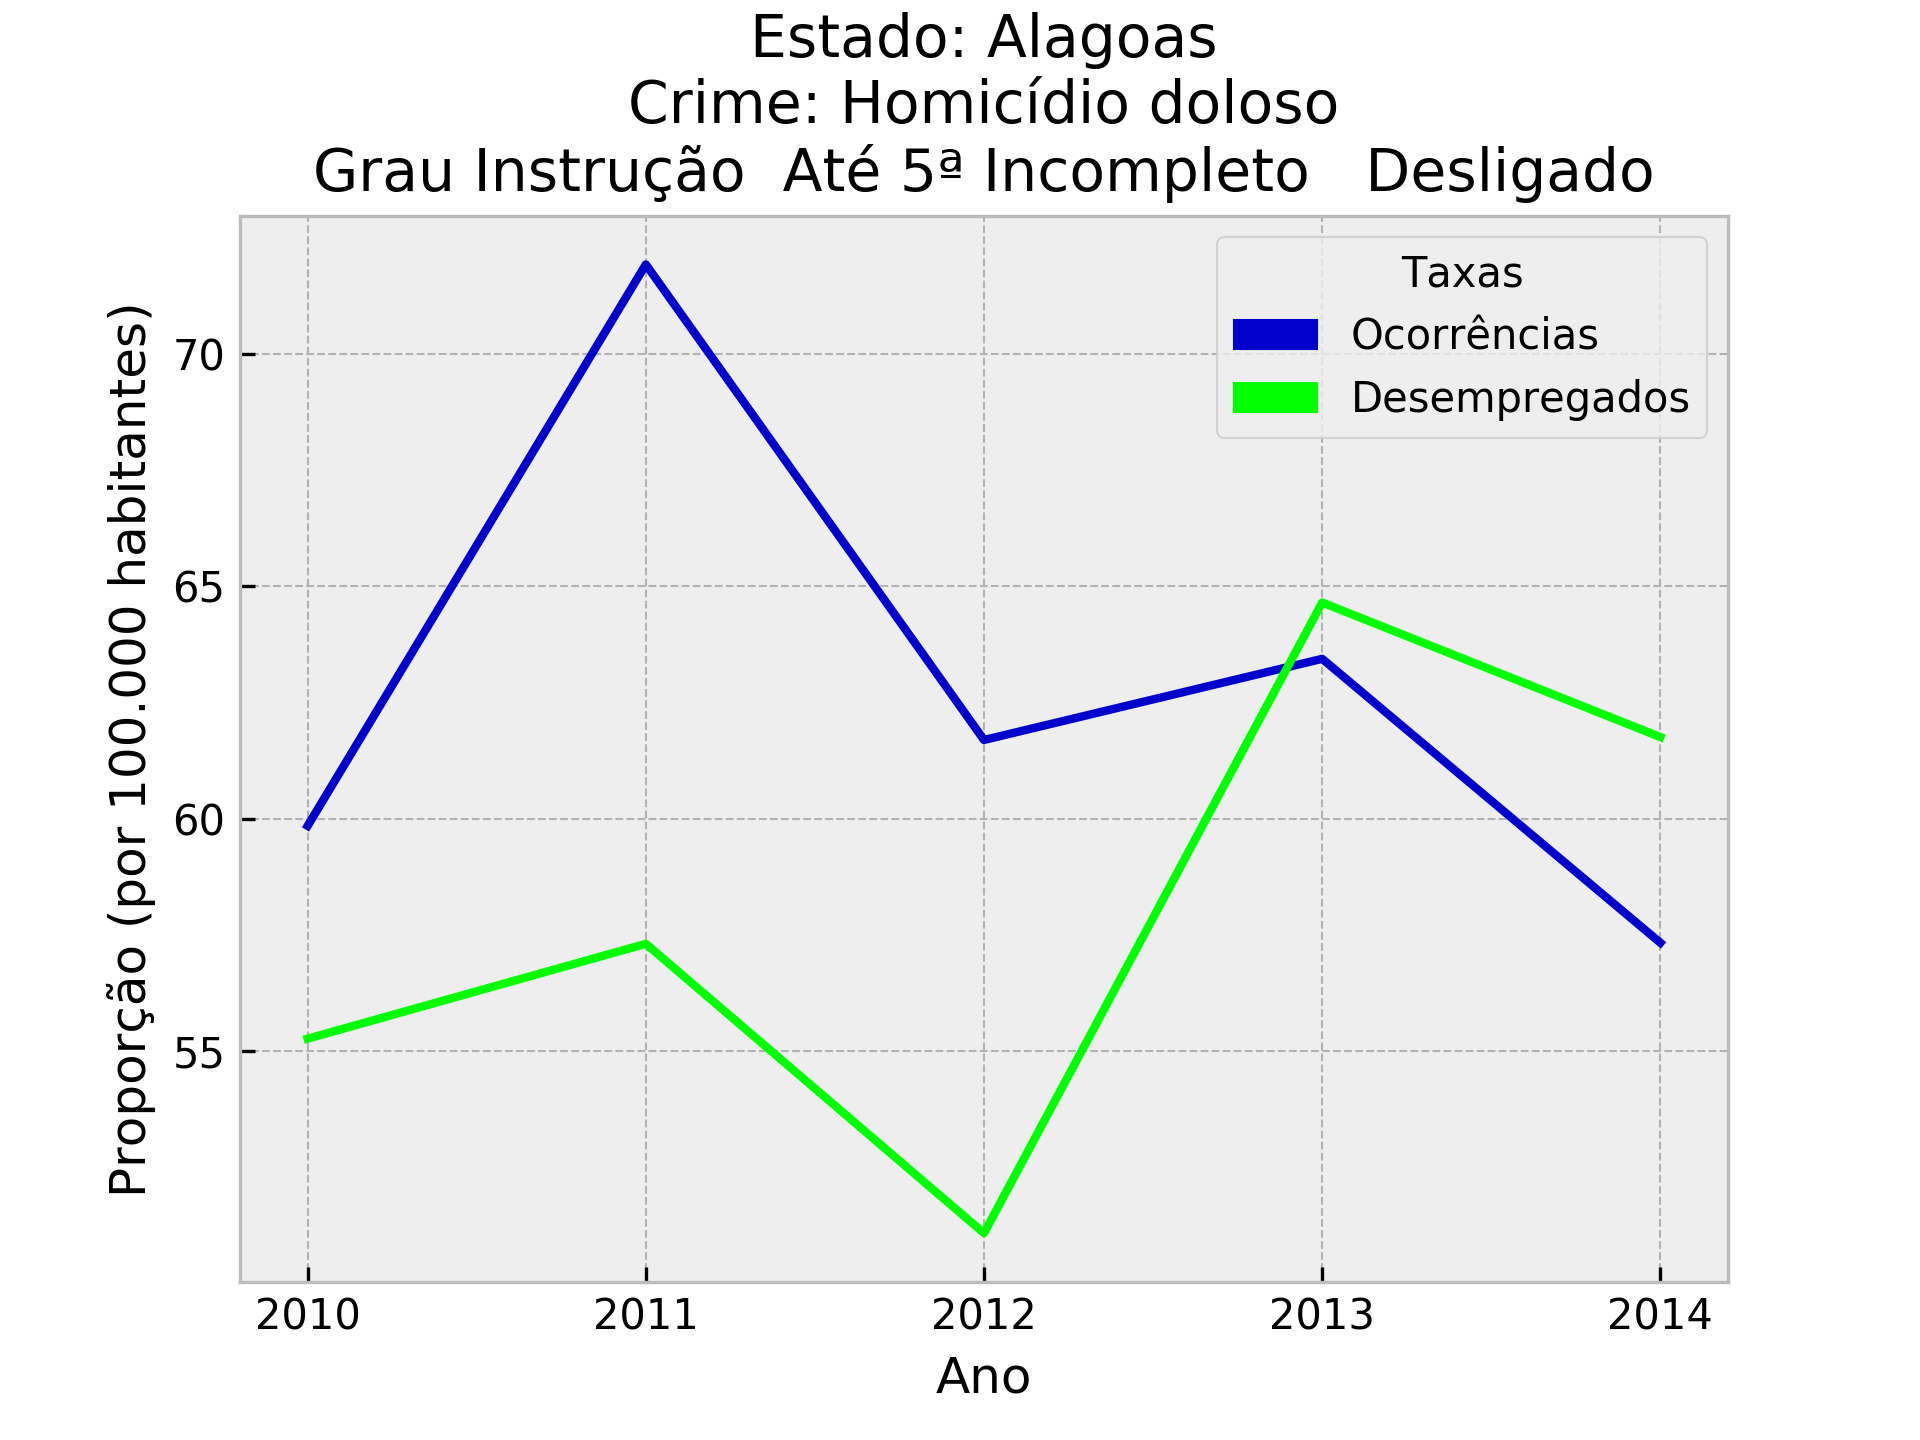 Estado: Alagoas
Crime: Homicídio doloso
Grau Instrução  Até 5ª Incompleto   Desligado
Taxas
Ocorrências
Desempregados
Proporção (por 100.000 habitantes)
70
65
60
55
2010 2011 2012 2013 2014
Ano